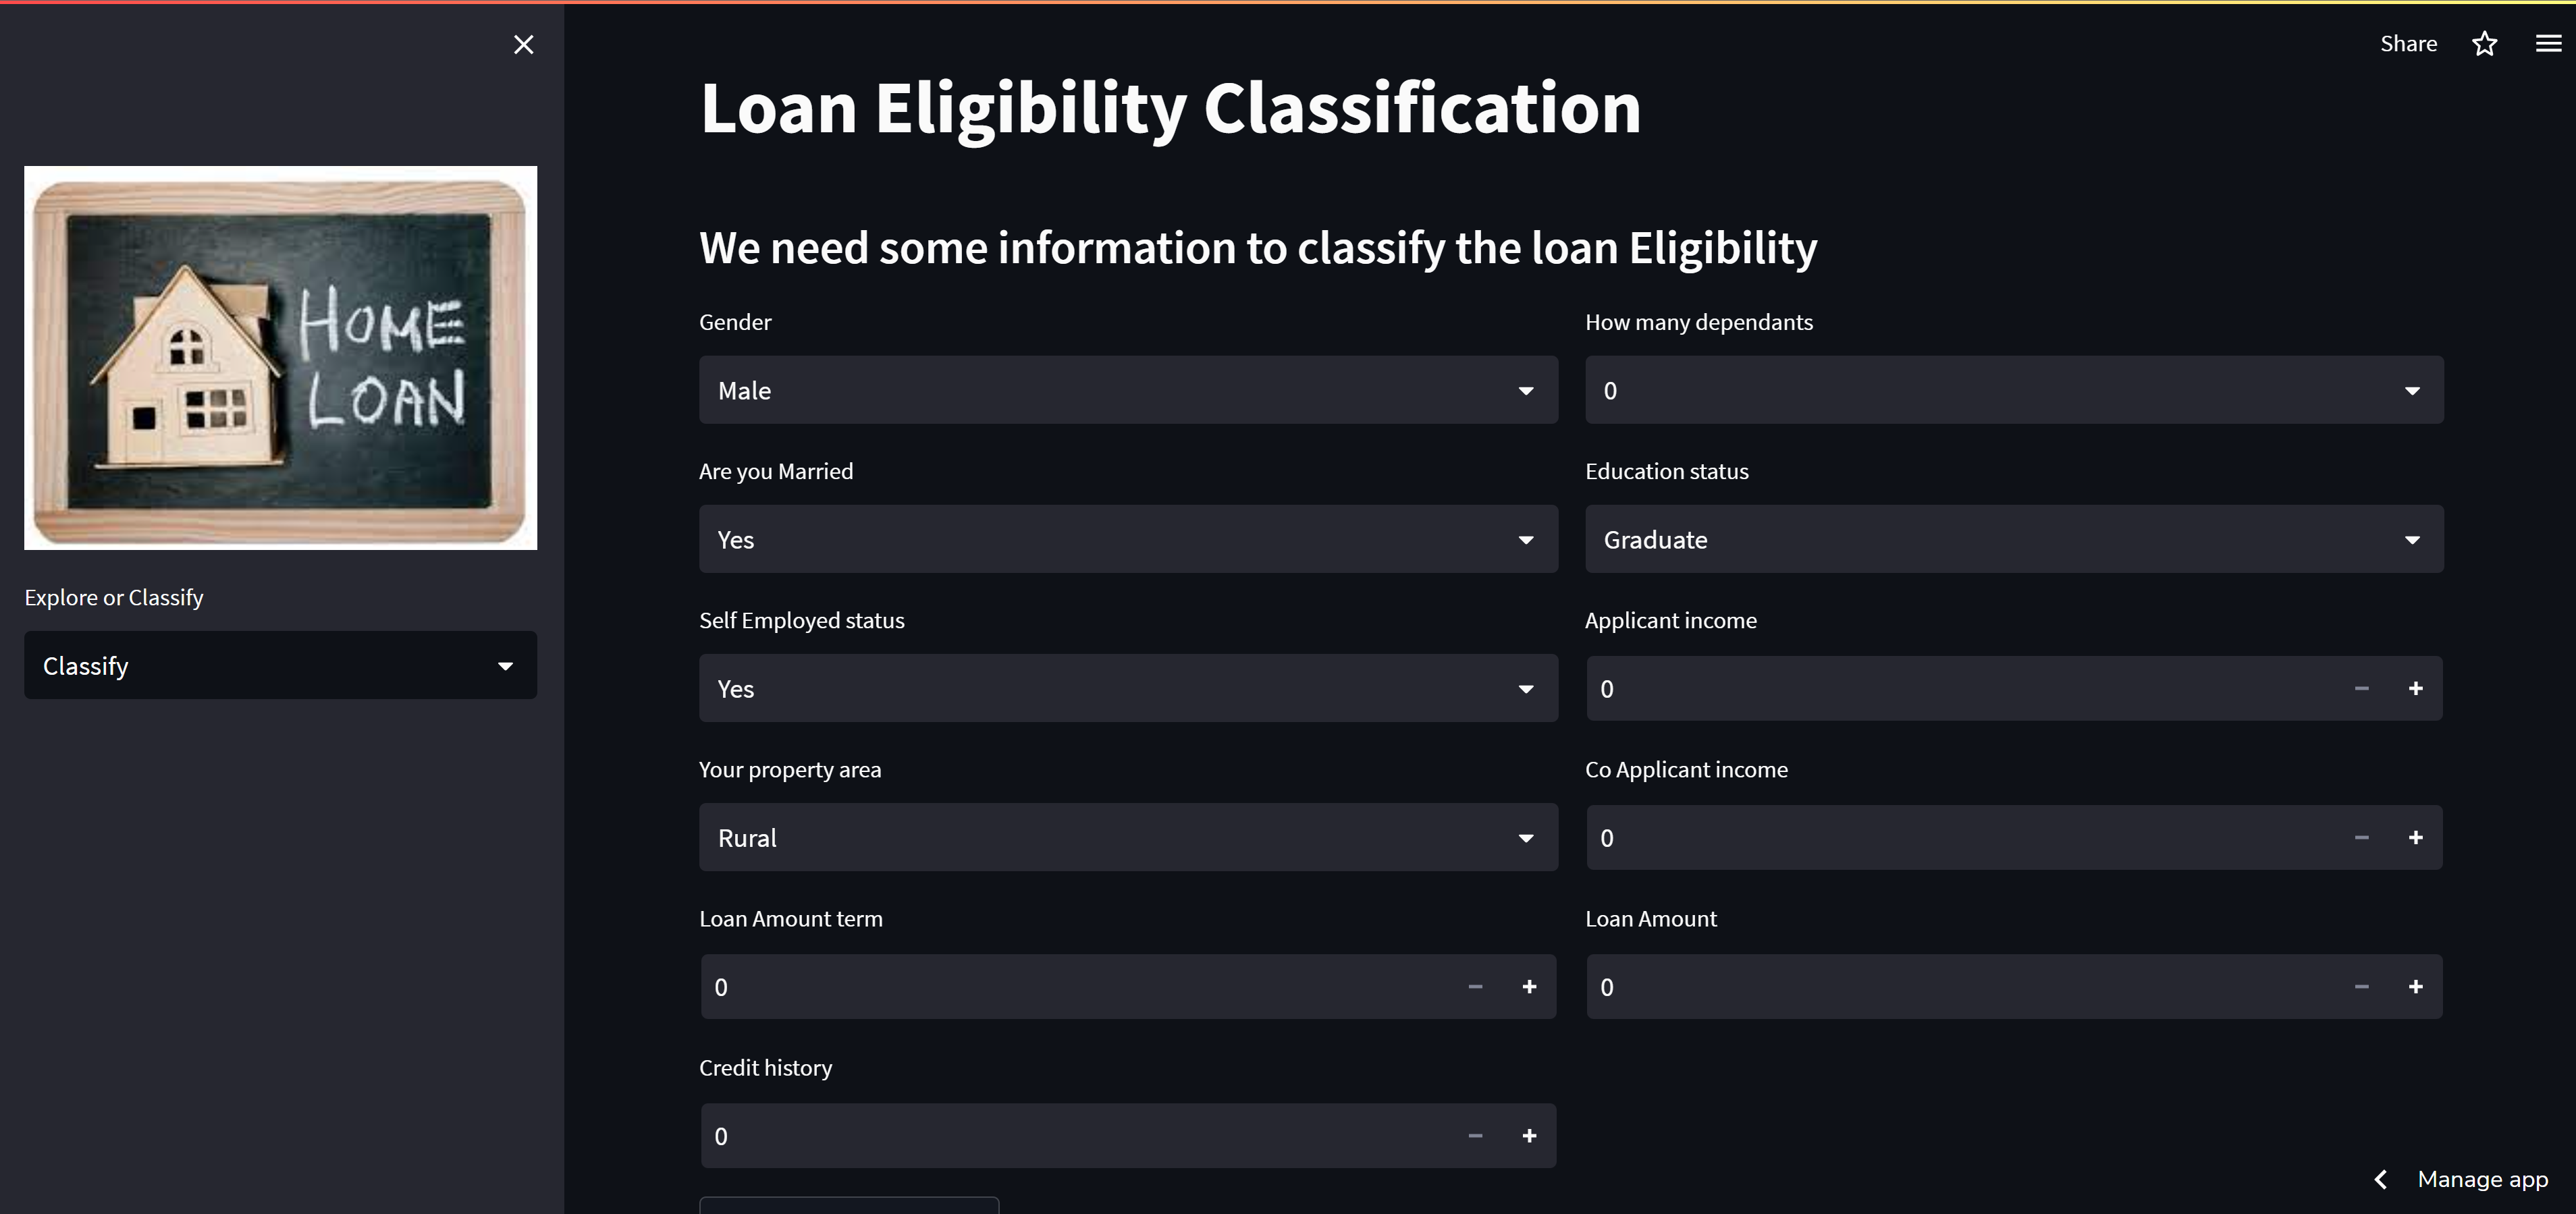 Share
Loan Eligibility Classification
HOME
LOAN
Explore or Classify
Classify
We need some information to classify the loan Eligibility
Gender
Male
How many dependants
0
Are you Married
Yes
Education status
Graduate
Self Employed status
Yes
Applicant income
0
Your property area
Rural
Co Applicant income
0
Loan Amount term
0
Loan Amount
0
Credit history
0
Manage app